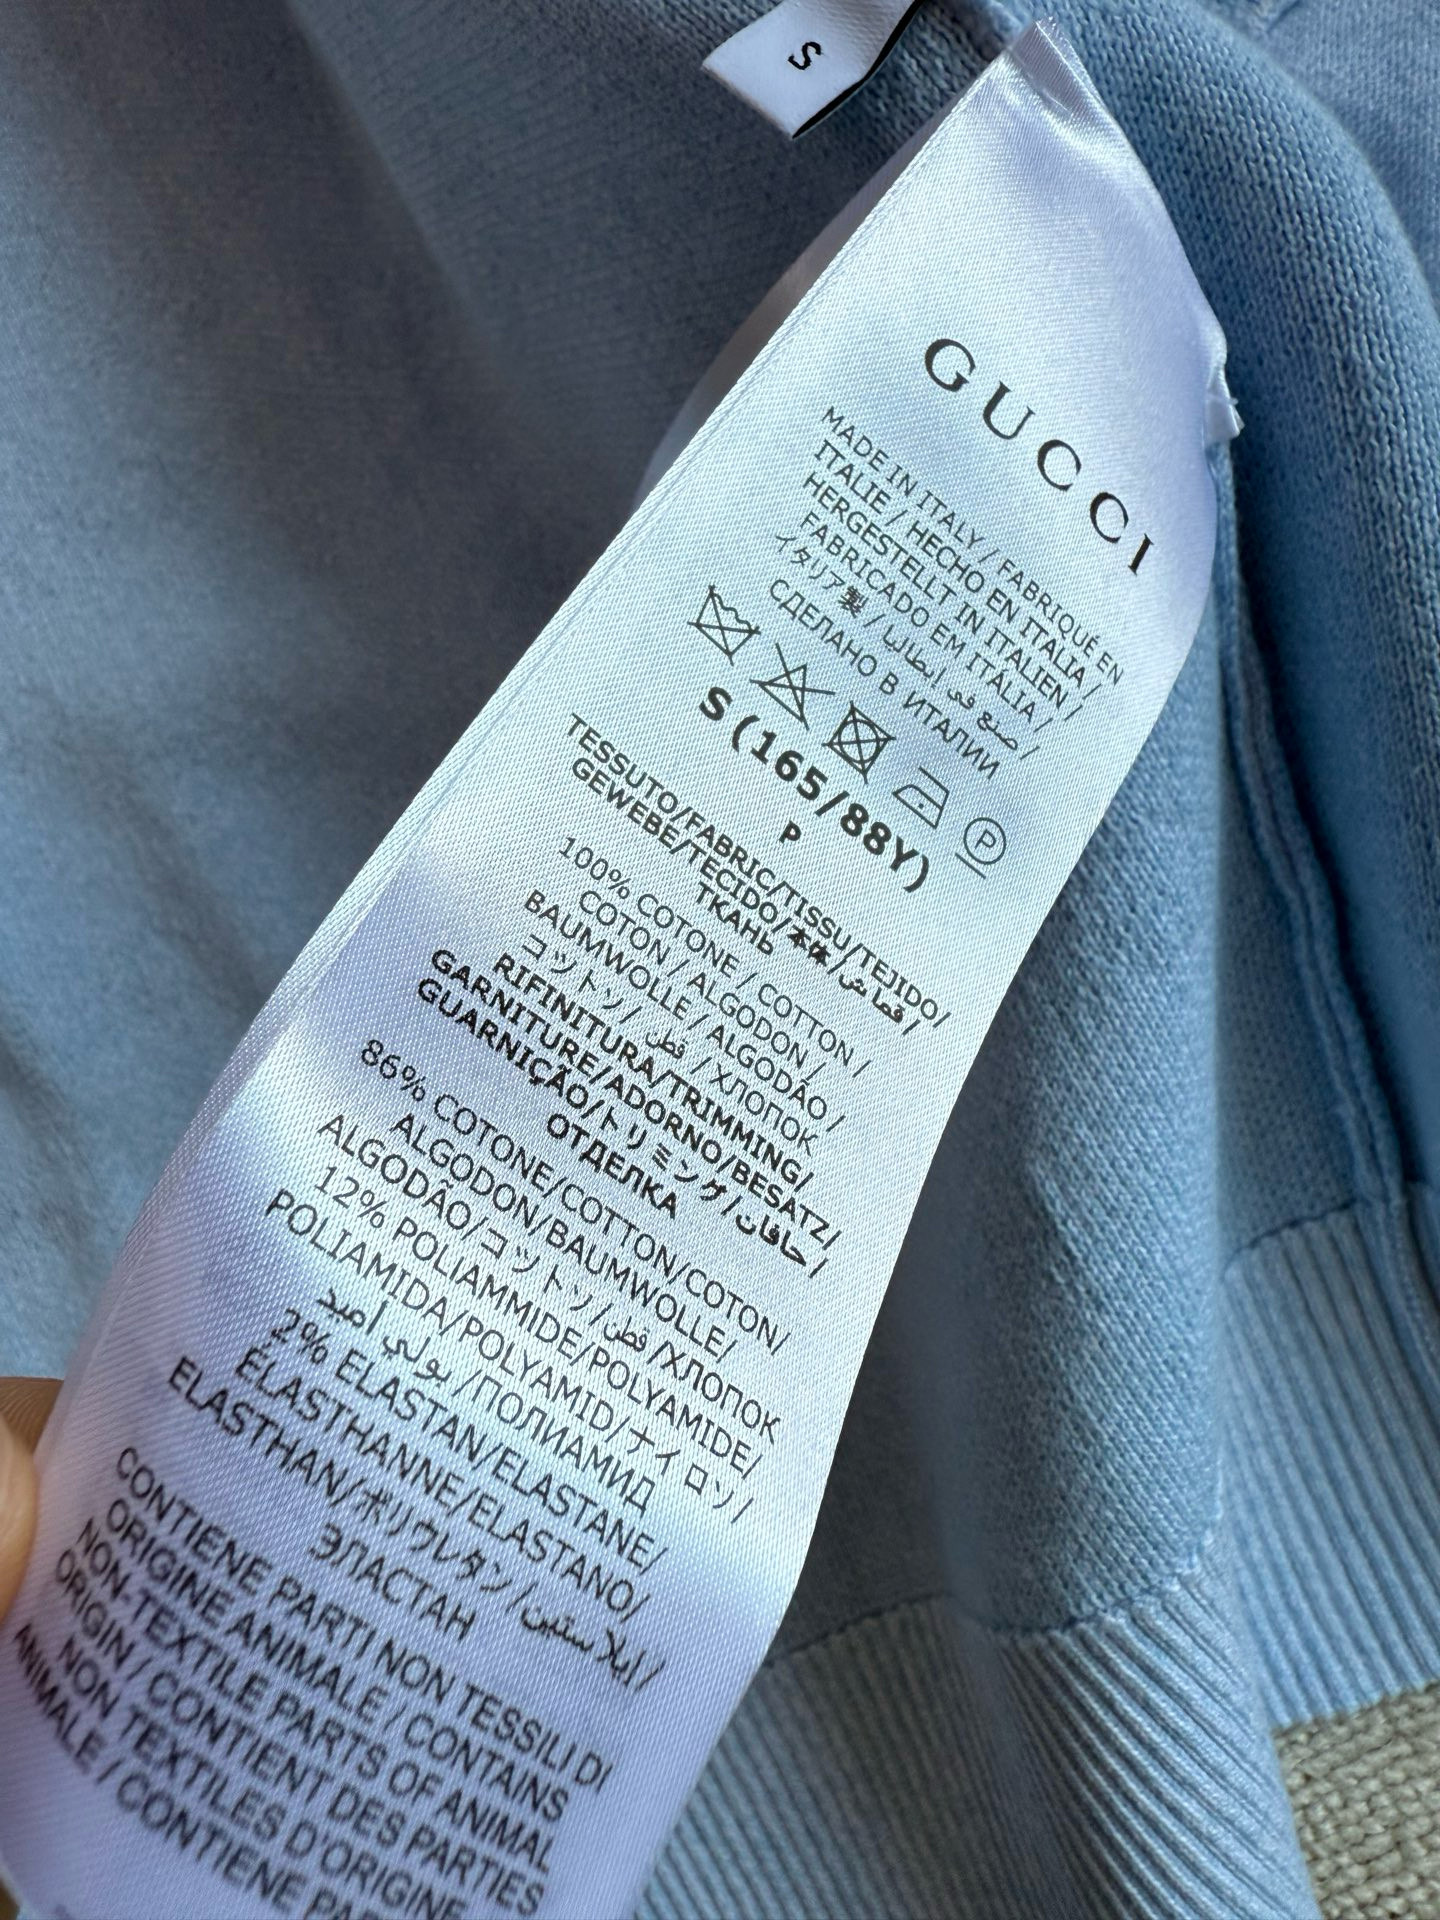 S
GUCCI
MADE IN ITALY / FABRIQUÉ EN
ITALIE / HECHO EN ITALIA /
HERGESTELLT IN ITALIEN /
FABRICADO EM ITÁLIA /
イタリア製 / صنع في إيطاليا /
СДЕЛАНО В ИТАЛИИ
P
S (165/88Y)
P
TESSUTO/FABRIC/TISSU/TEJIDO/
GEWEBE/TECIDO/本体/قماش/
ТКАНЬ
100% COTONE / COTTON /
COTON / ALGODON /
BAUMWOLLE / ALGODÃO /
コットン / قطن / ХЛОПОК
RIFINITURA/TRIMMING/
GARNITURE/ADORNO/BESATZ/
GUARNIÇÃO/トリミング/حافات/
ОТДЕЛКА
86% COTONE/COTTON/COTON/
ALGODON/BAUMWOLLE/
ALGODÃO/コットン/قطن/ХЛОПОК
12% POLIAMMIDE/POLYAMIDE/
POLIAMIDA/POLYAMID/ナイロン/
بولي أميد/ПОЛИАМИД
2% ELASTAN/ELASTANE/
ÉLASTHANNE/ELASTANO/
ELASTHAN/ポリウレタン/إيلاستين/
ЭЛАСТАН
CONTIENE PARTI NON TESSILI DI
ORIGINE ANIMALE / CONTAINS
NON-TEXTILE PARTS OF ANIMAL
ORIGIN / CONTIENT DES PARTIES
NON TEXTILES D'ORIGINE
ANIMALE / CONTIENE